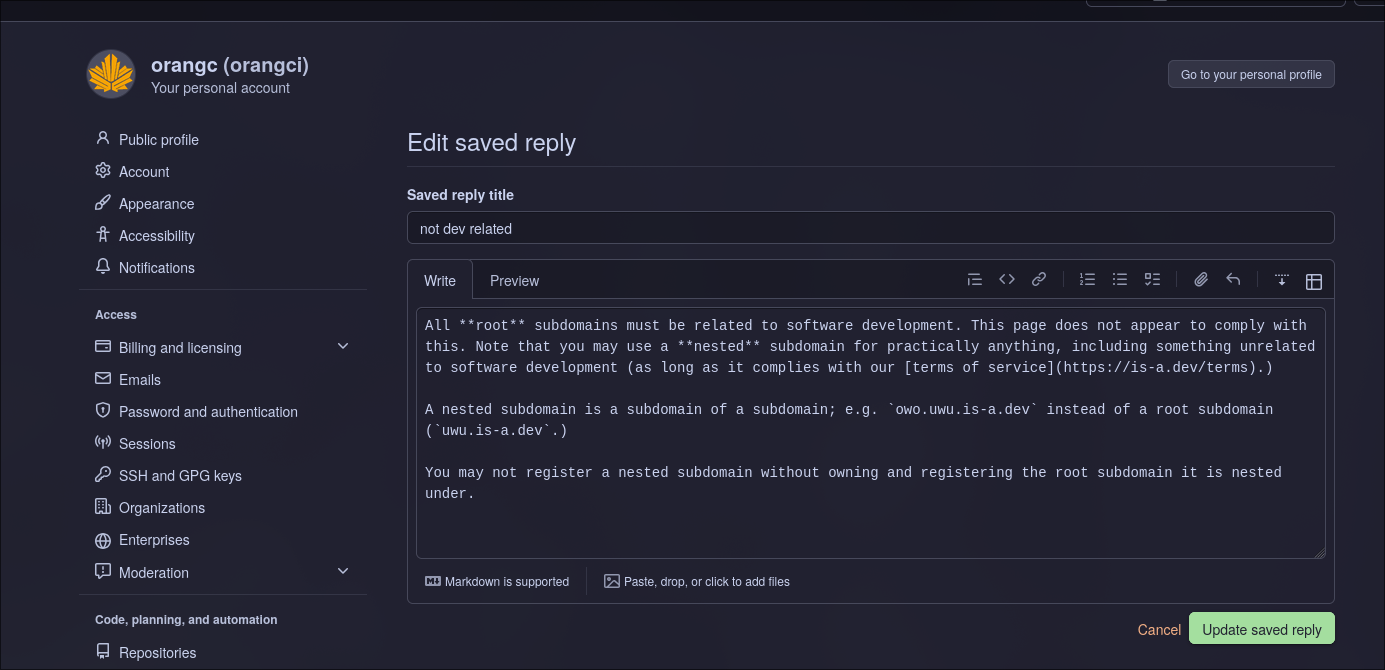 orangc (orangci)
Your personal account
Go to your personal profile
Public profile
Account
Appearance
Accessibility
Notifications
Access
Billing and licensing
Emails
Password and authentication
Sessions
SSH and GPG keys
Organizations
Enterprises
Moderation
Code, planning, and automation
Repositories
Edit saved reply
Saved reply title
not dev related
Write Preview
All **root** subdomains must be related to software development. This page does not appear to comply with
this. Note that you may use a **nested** subdomain for practically anything, including something unrelated
to software development (as long as it complies with our [terms of service](https://is-a.dev/terms).)
A nested subdomain is a subdomain of a subdomain; e.g. `owo.uwu.is-a.dev` instead of a root subdomain
(`uwu.is-a.dev`.)
You may not register a nested subdomain without owning and registering the root subdomain it is nested
under.
Markdown is supported
Paste, drop, or click to add files
Cancel
Update saved reply